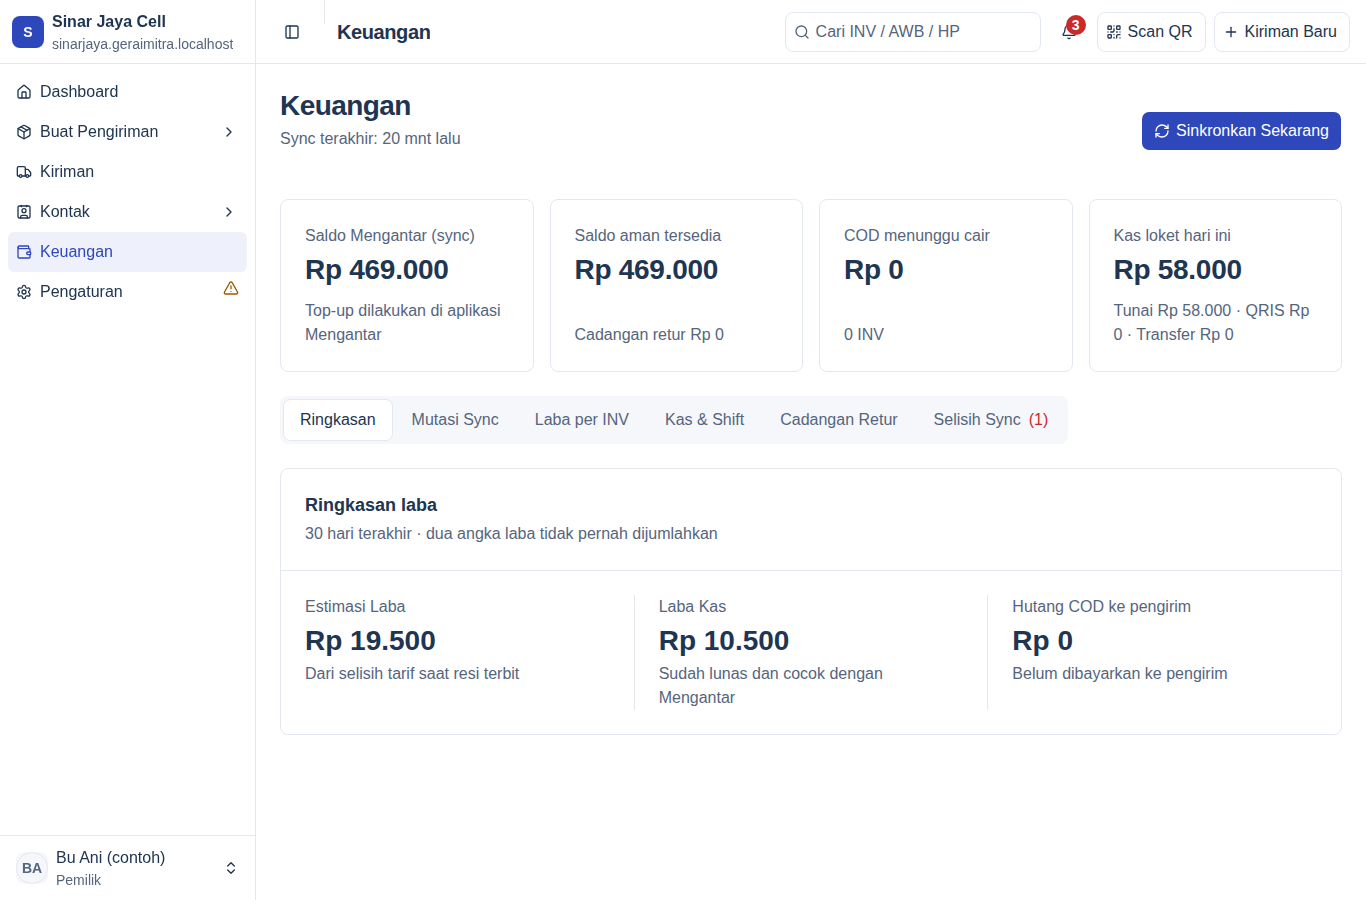 S
Sinar Jaya Cell
sinarjaya.geraimitra.localhost
Dashboard
Buat Pengiriman
Kiriman
Kontak
Keuangan
Pengaturan
BA
Bu Ani (contoh)
Pemilik
Keuangan
Cari INV / AWB / HP
3
Scan QR
Kiriman Baru
Keuangan
Sync terakhir: 20 mnt lalu
Sinkronkan Sekarang
Saldo Mengantar (sync)
Rp 469.000
Top-up dilakukan di aplikasi
Mengantar
Saldo aman tersedia
Rp 469.000
Cadangan retur Rp 0
COD menunggu cair
Rp 0
0 INV
Kas loket hari ini
Rp 58.000
Tunai Rp 58.000 · QRIS Rp
0 · Transfer Rp 0
Ringkasan
Mutasi Sync
Laba per INV
Kas & Shift
Cadangan Retur
Selisih Sync (1)
Ringkasan laba
30 hari terakhir · dua angka laba tidak pernah dijumlahkan
Estimasi Laba
Rp 19.500
Dari selisih tarif saat resi terbit
Laba Kas
Rp 10.500
Sudah lunas dan cocok dengan
Mengantar
Hutang COD ke pengirim
Rp 0
Belum dibayarkan ke pengirim